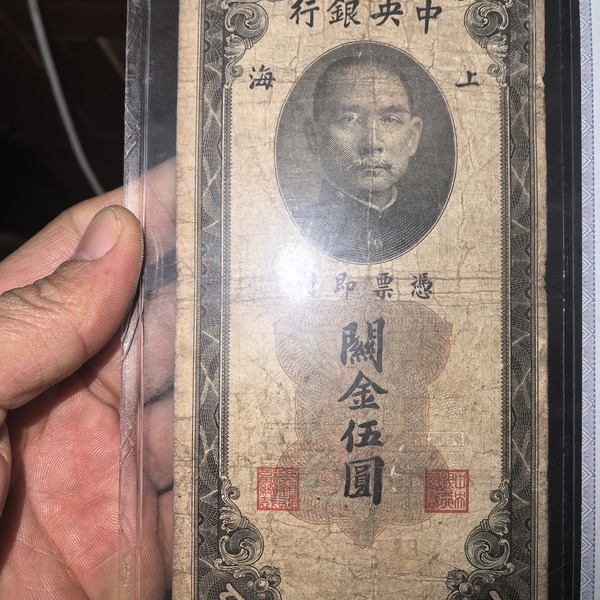 中央銀行
上海
憑票即付
關金伍圓